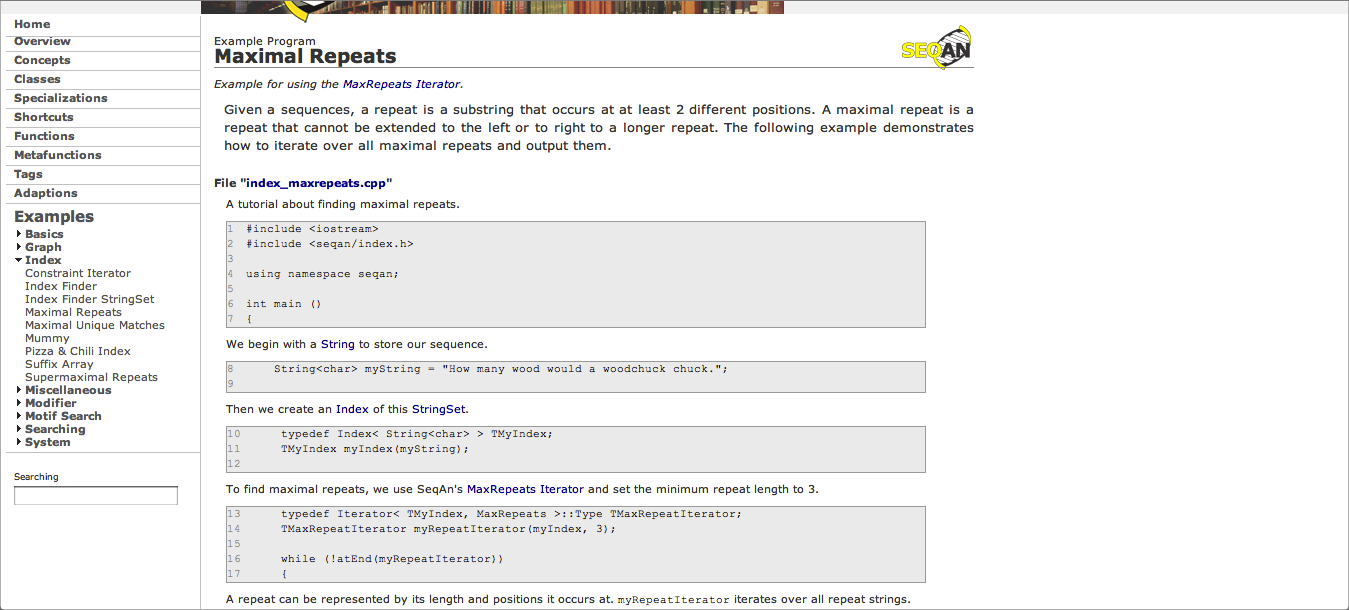 Home
Overview
Concepts
Classes
Specializations
Shortcuts
Functions
Metafunctions
Tags
Adaptions
Examples
Basics
Graph
Index
Constraint Iterator
Index Finder
Index Finder StringSet
Maximal Repeats
Maximal Unique Matches
Mummy
Pizza & Chili Index
Suffix Array
Supermaximal Repeats
Miscellaneous
Modifier
Motif Search
Searching
System
Searching
Example Program
Maximal Repeats
SEQAN
Example for using the MaxRepeats Iterator.
Given a sequences, a repeat is a substring that occurs at at least 2 different positions. A maximal repeat is a
repeat that cannot be extended to the left or to right to a longer repeat. The following example demonstrates
how to iterate over all maximal repeats and output them.
File "index_maxrepeats.cpp"
A tutorial about finding maximal repeats.
1 #include <iostream>
2 #include <seqan/index.h>
3
4 using namespace seqan;
5
6 int main ()
7 {
We begin with a String to store our sequence.
8 String<char> myString = "How many wood would a woodchuck chuck.";
9
Then we create an Index of this StringSet.
10 typedef Index< String<char> > TMyIndex;
11 TMyIndex myIndex(myString);
12
To find maximal repeats, we use SeqAn's MaxRepeats Iterator and set the minimum repeat length to 3.
13 typedef Iterator< TMyIndex, MaxRepeats >::Type TMaxRepeatIterator;
14 TMaxRepeatIterator myRepeatIterator(myIndex, 3);
15
16 while (!atEnd(myRepeatIterator))
17 {
A repeat can be represented by its length and positions it occurs at. myRepeatIterator iterates over all repeat strings.